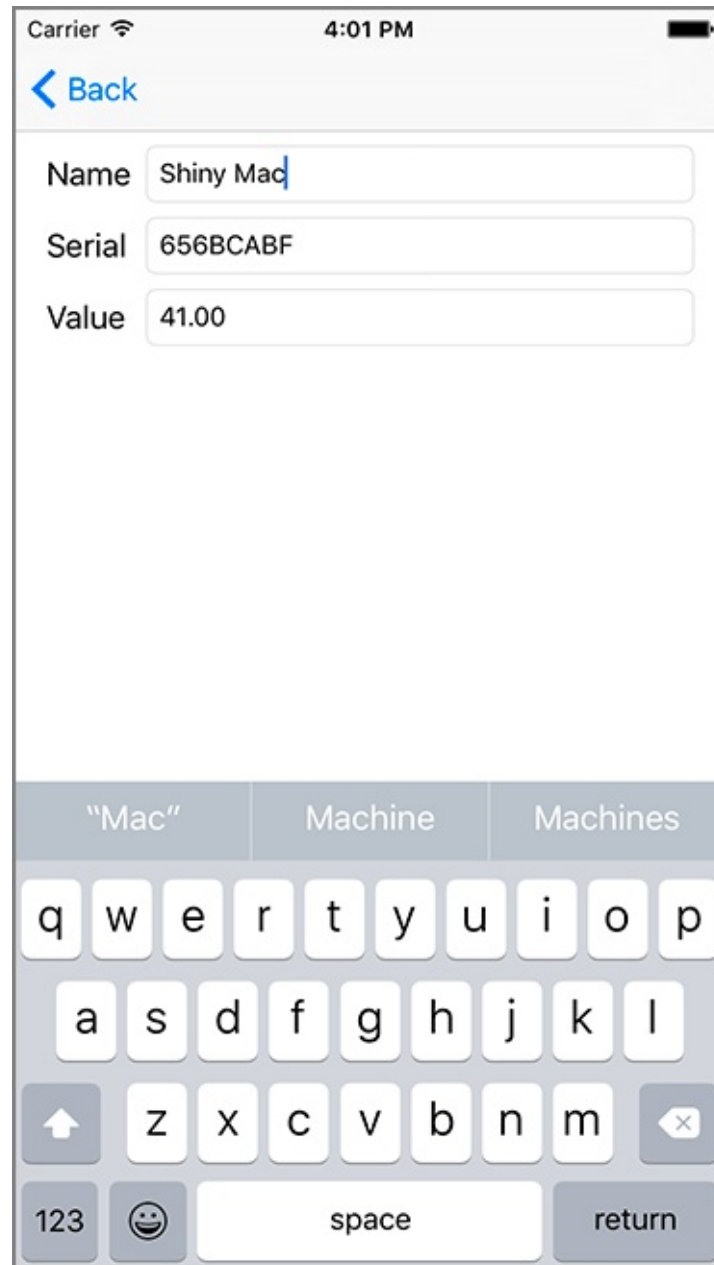 Carrier 4:01 PM
Back
Name Shiny Mac
Serial 656BCABF
Value 41.00
“Mac” Machine Machines
q w e r t y u i o p
a s d f g h j k l
z x c v b n m
123 space return